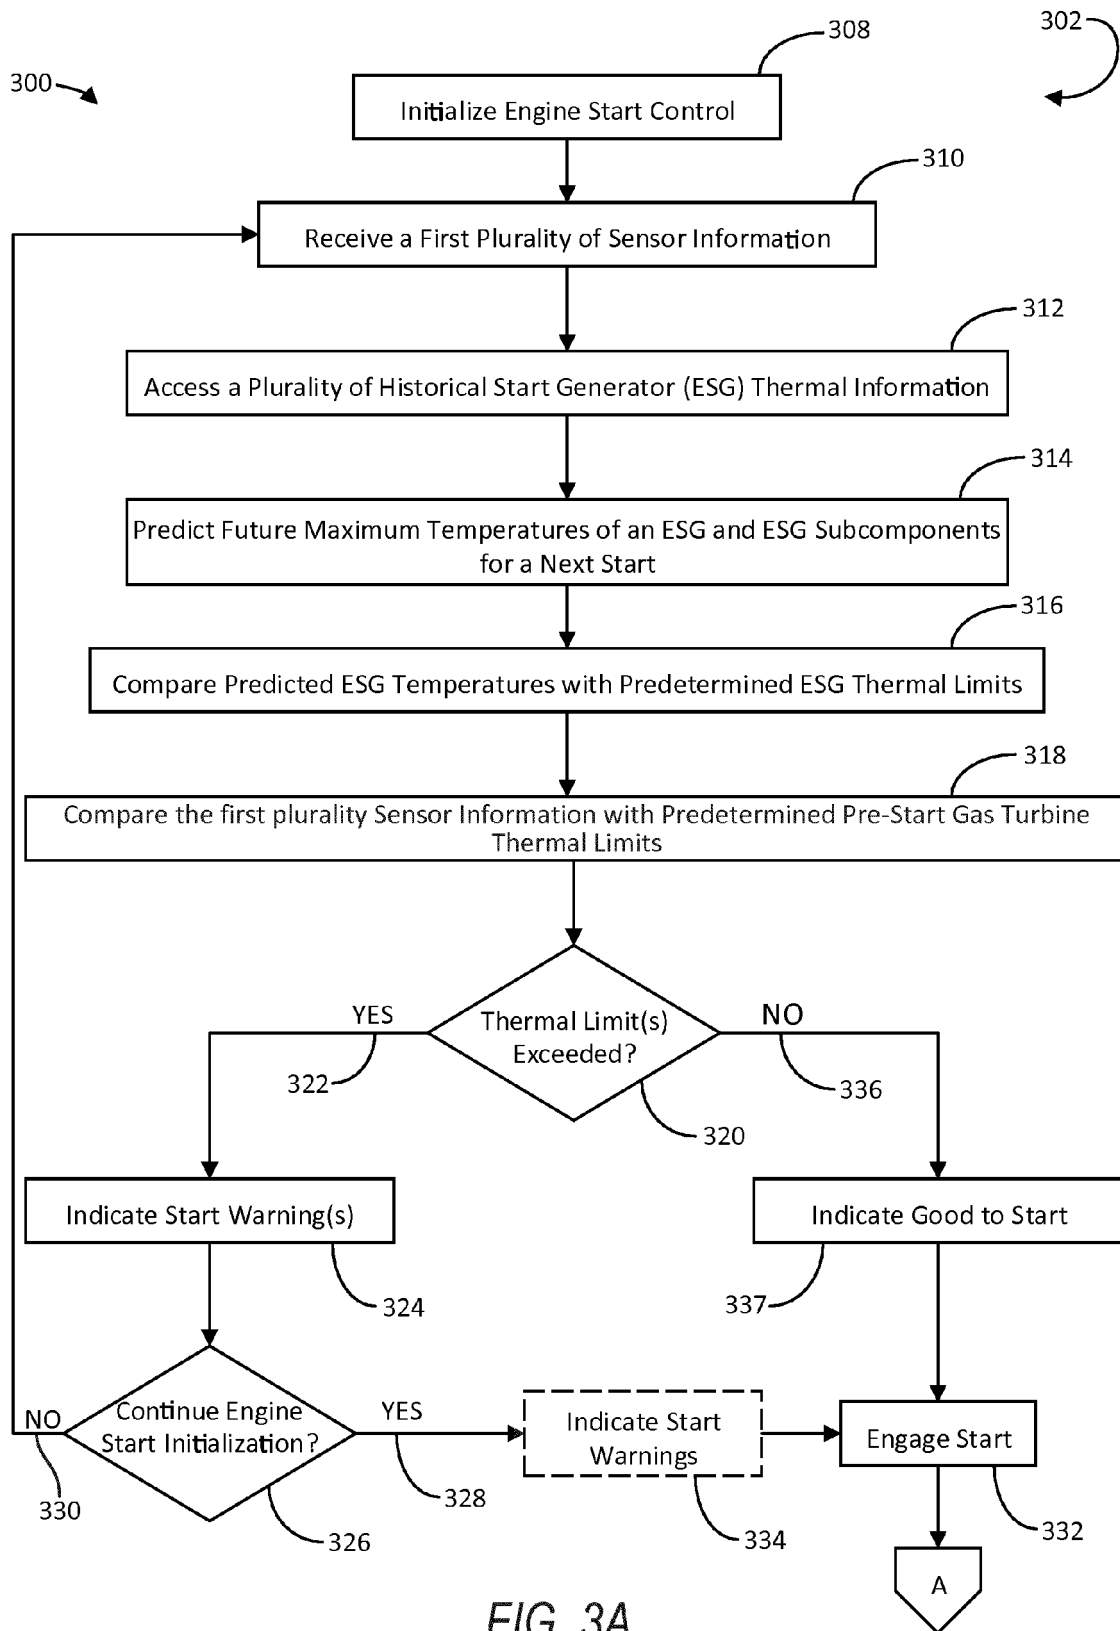 308
302
300
Initialize Engine Start Control
310
Receive a First Plurality of Sensor Information
312
Access a Plurality of Historical Start Generator (ESG) Thermal Information
314
Predict Future Maximum Temperatures of an ESG and ESG Subcomponents
for a Next Start
316
Compare Predicted ESG Temperatures with Predetermined ESG Thermal Limits
318
Compare the first plurality Sensor Information with Predetermined Pre-Start Gas Turbine
Thermal Limits
YES
NO
Thermal Limit(s)
Exceeded?
322
336
320
Indicate Start Warning(s)
Indicate Good to Start
324
337
NO
Continue Engine
Start Initialization?
YES
Indicate Start
Warnings
Engage Start
330
328
326
334
332
A
FIG. 3A